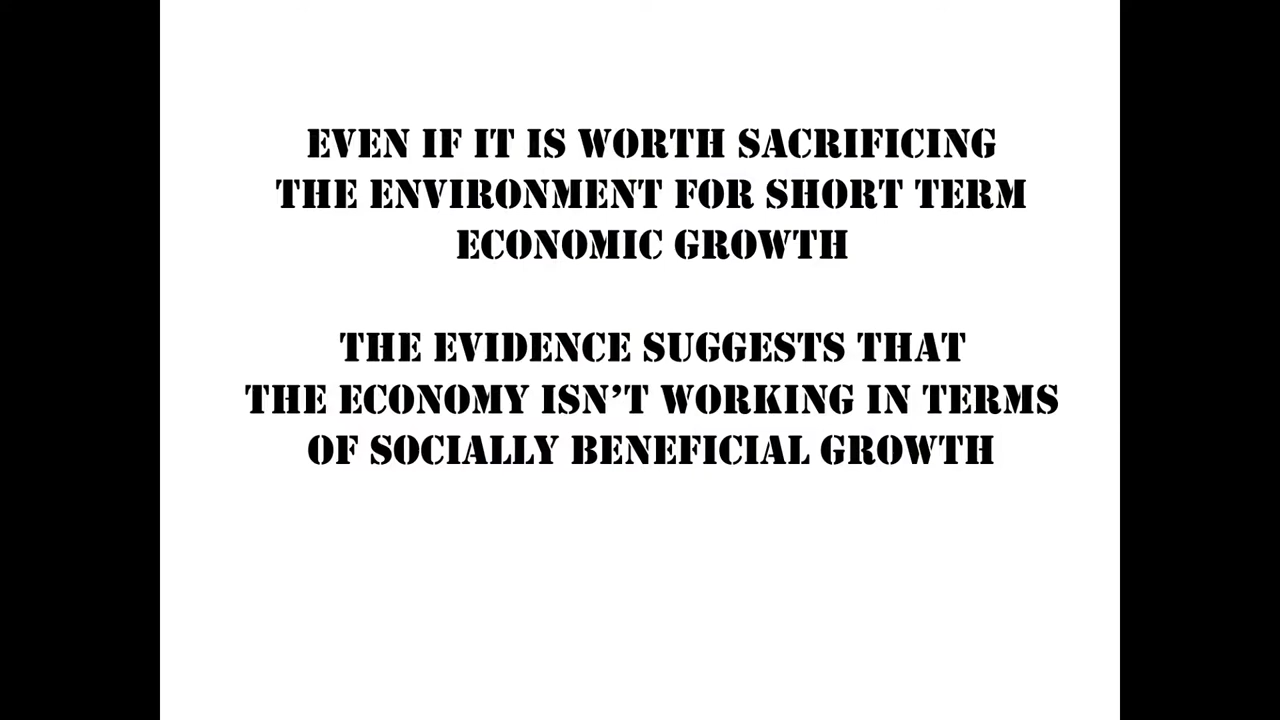 EVEN IF IT IS WORTH SACRIFICING
THE ENVIRONMENT FOR SHORT TERM
ECONOMIC GROWTH
THE EVIDENCE SUGGESTS THAT
THE ECONOMY ISN’T WORKING IN TERMS
OF SOCIALLY BENEFICIAL GROWTH